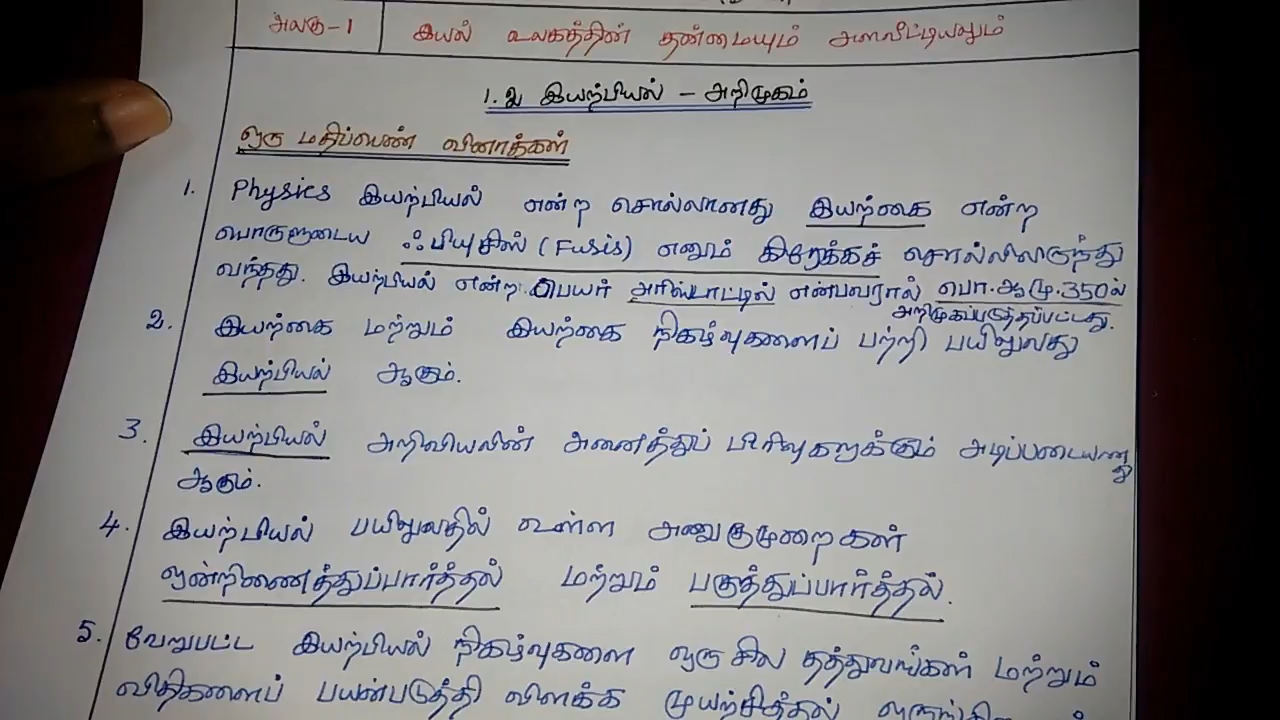 அலகு-1 இயல் உலகத்தின் தன்மையும் அளவீட்டியலும்
1.2 இயற்பியல் - அறிமுகம்
ஒரு மதிப்பெண் வினாக்கள்
1. Physics இயற்பியல் என்ற சொல்லானது இயற்கை என்ற
பொருளுடைய ஃபியுசிஸ் (Fusis) எனும் கிரேக்கச் சொல்லிலிருந்து
வந்தது. இயற்பியல் என்ற பெயர் அரிஸ்டாட்டில் என்பவரால் பொ.ஆ.மு.350ல்
அறிமுகப்படுத்தப்பட்டது.
2. இயற்கை மற்றும் இயற்கை நிகழ்வுகளைப் பற்றி பயிலுவது
இயற்பியல் ஆகும்.
3. இயற்பியல் அறிவியலின் அனைத்துப் பிரிவுகளுக்கும் அடிப்படையானது
ஆகும்.
4. இயற்பியல் பயிலுவதில் உள்ள அணுகுமுறைகள்
ஒன்றிணைத்துப்பார்த்தல் மற்றும் பகுத்துப்பார்த்தல்.
5. வேறுபட்ட இயற்பியல் நிகழ்வுகளை ஒரு சில தத்துவங்கள் மற்றும்
விதிகளைப் பயன்படுத்தி விளக்க முயற்சித்தல்